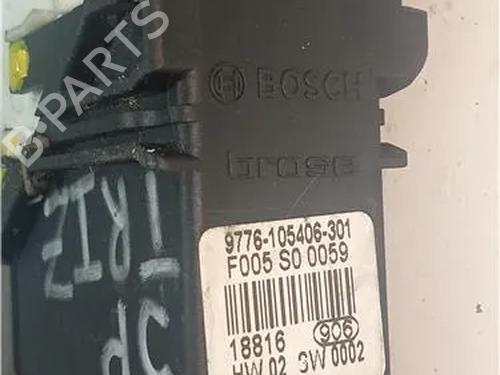 B-PARTS
BOSCH
brose
9776-105406-301
F005 S0 0059
18816
906
HW 02 SW 0002